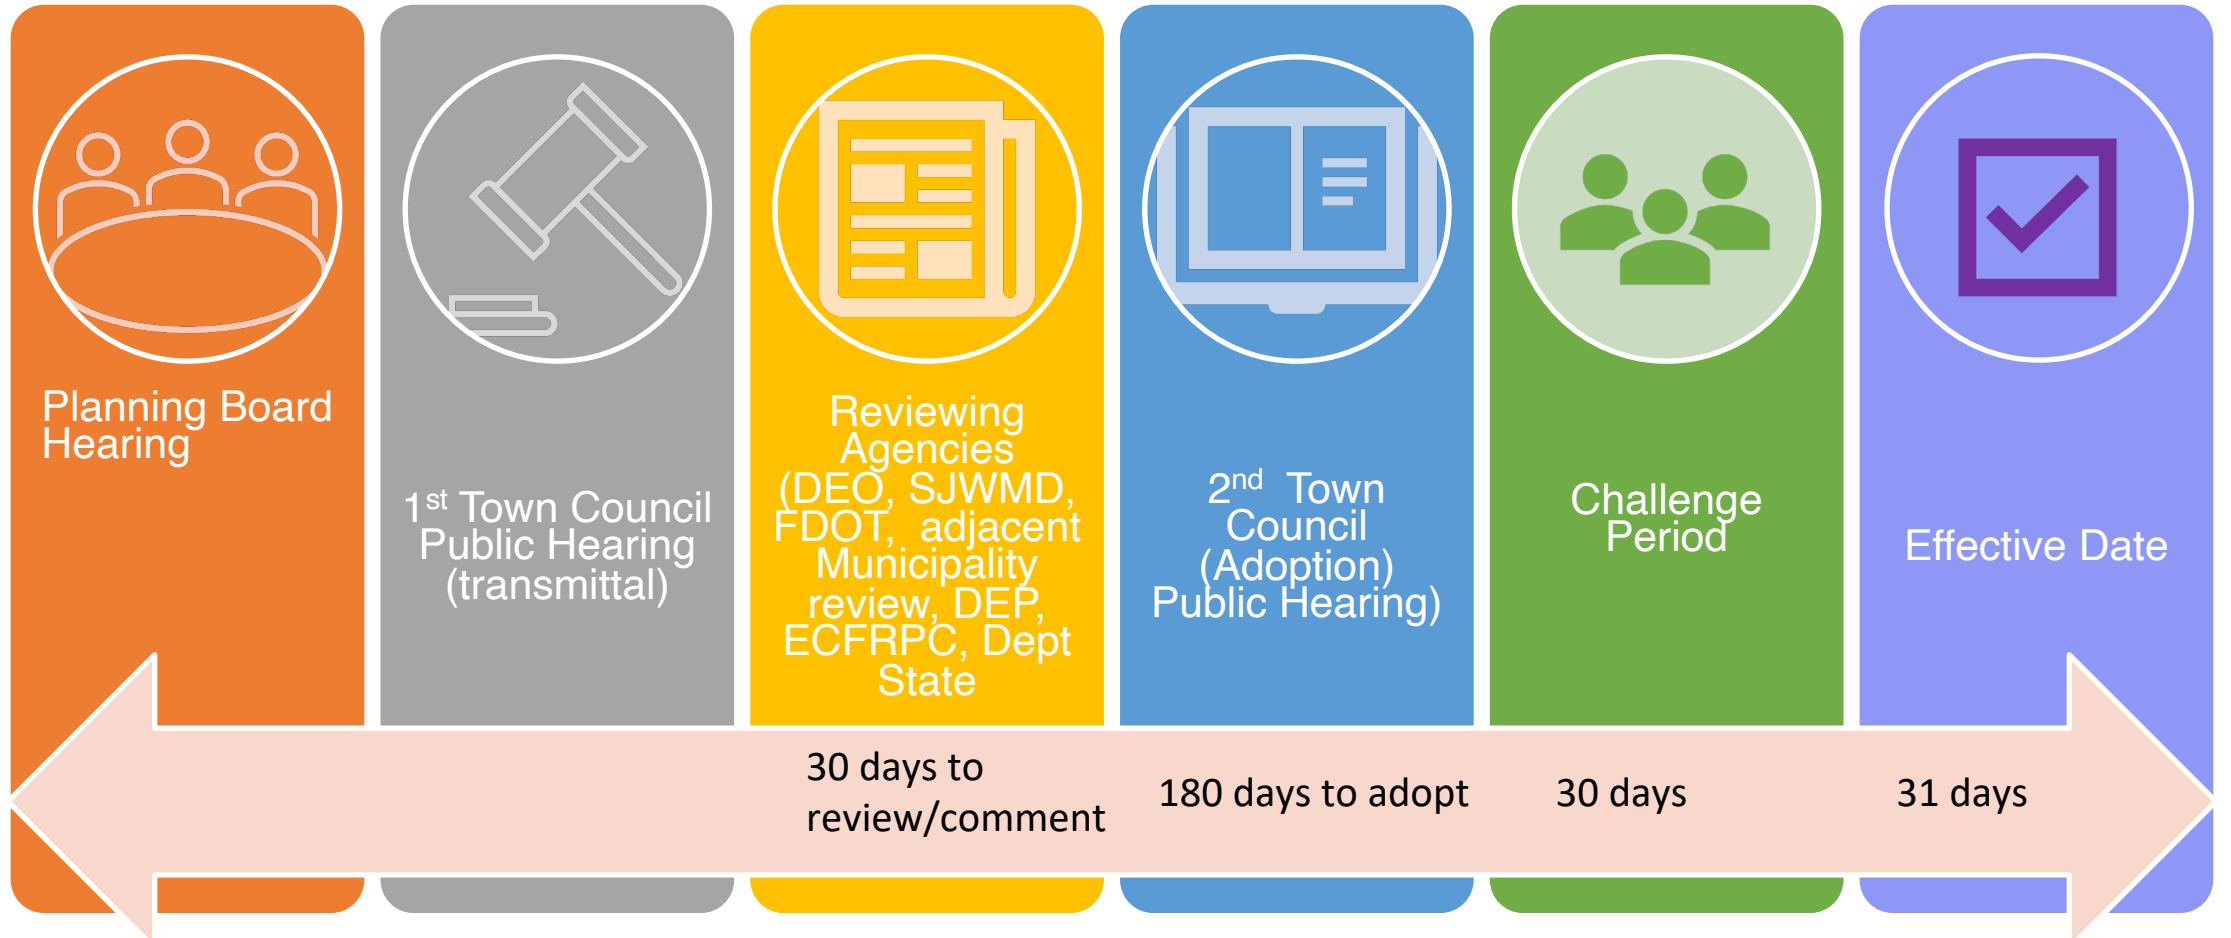 Planning Board
Hearing
1st Town Council
Public Hearing
(transmittal)
Reviewing
Agencies
(DEO, SJWMD,
FDOT, adjacent
Municipality
review, DEP,
ECFRPC, Dept
State
2nd Town
Council
(Adoption)
Public Hearing)
Challenge
Period
Effective Date
30 days to
review/comment
180 days to adopt
30 days
31 days